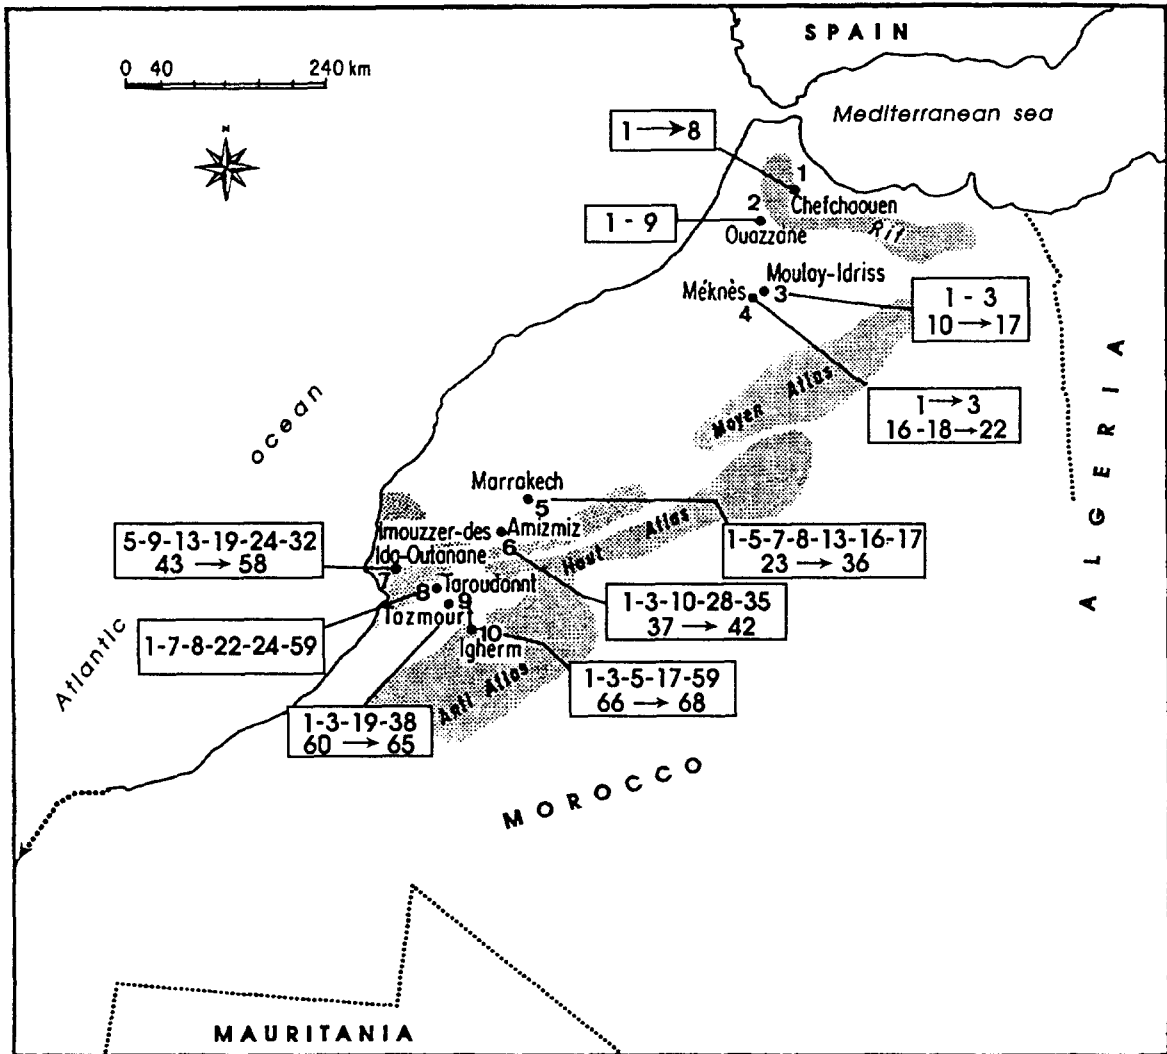 SPAIN
0 40 240 km
Mediterranean sea
N
1 → 8
1
Chefchaouen
2
1 - 9
Ouazzane
Rif
Moulay-Idriss
Méknès
3
4
1 - 3
10 → 17
ALGERIA
Moyen Atlas
1 → 3
16 -18→22
Atlantic ocean
Marrakech
5
Imouzzer-des
Ida-Outanane
Amizmiz
6
Haut Atlas
5-9-13-19-24-32
43 → 58
1-5-7-8-13-16-17
23 → 36
7
8
Taroudannt
9
Tazmour
1-3-10-28-35
37 → 42
10
Igherm
1-7-8-22-24-59
Anti Atlas
1-3-5-17-59
66 → 68
1-3-19-38
60 → 65
MOROCCO
MAURITANIA